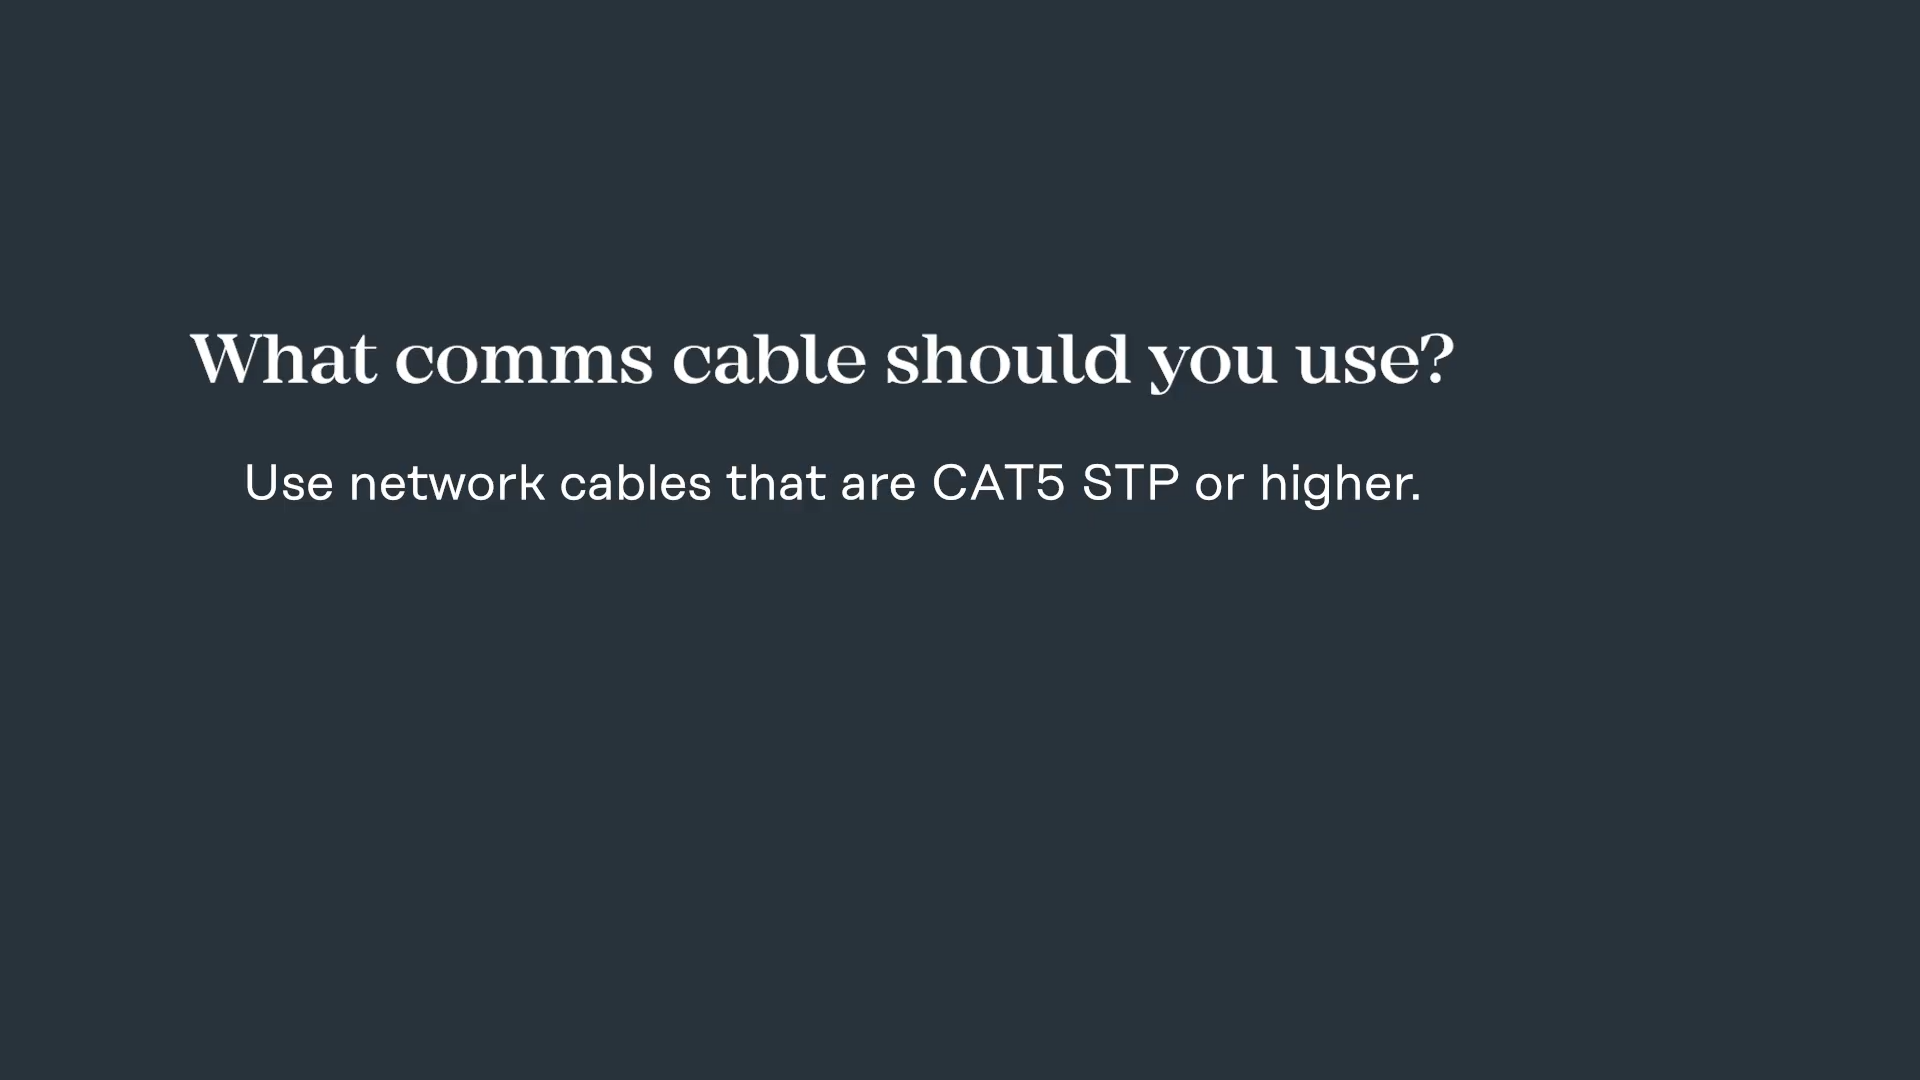 What comms cable should you use?
Use network cables that are CAT5 STP or higher.